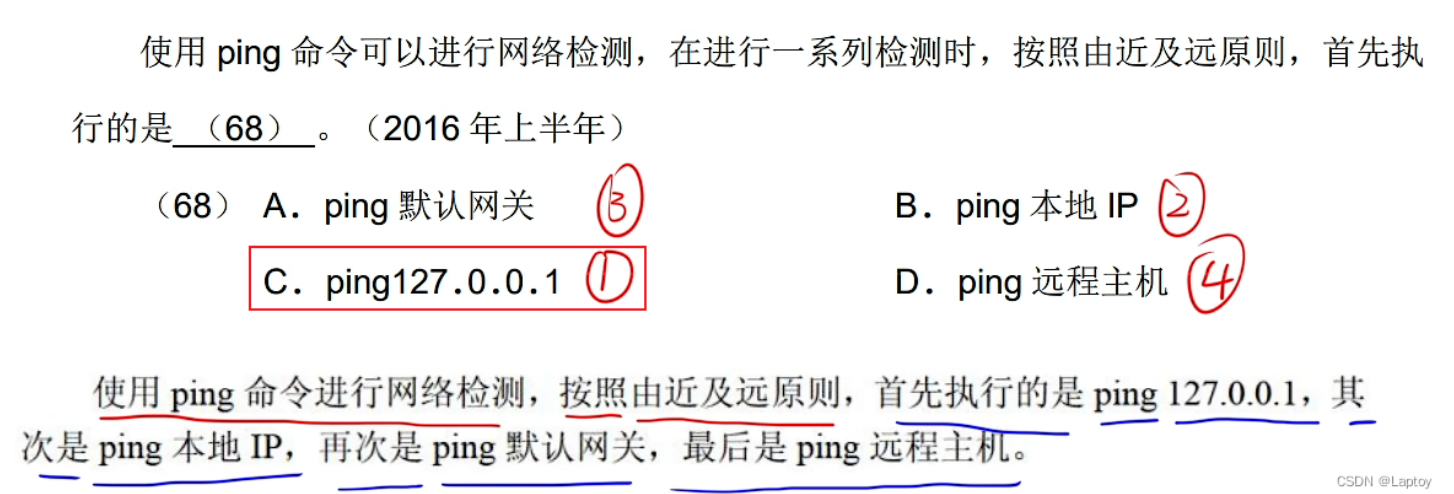 使用 ping 命令可以进行网络检测，在进行一系列检测时，按照由近及远原则，首先执
行的是 （68） 。（2016 年上半年）
（68） A．ping 默认网关 ③ B．ping 本地 IP ②
C．ping127.0.0.1 ① D．ping 远程主机 ④
使用 ping 命令进行网络检测，按照由近及远原则，首先执行的是 ping 127.0.0.1，其
次是 ping 本地 IP，再次是 ping 默认网关，最后是 ping 远程主机。
CSDN @Laptoy